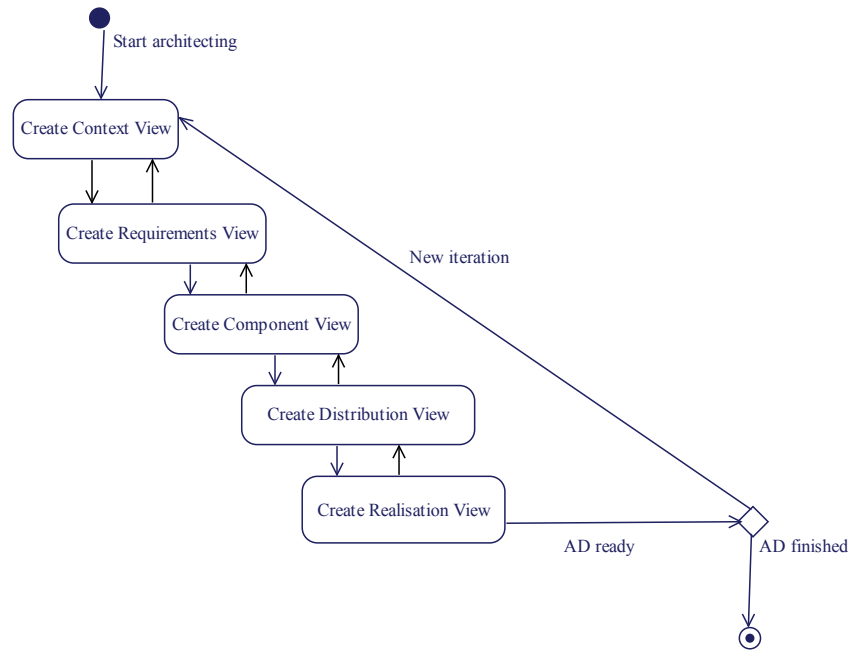 Start architecting
Create Context View
Create Requirements View
New iteration
Create Component View
Create Distribution View
Create Realisation View
AD ready
AD finished